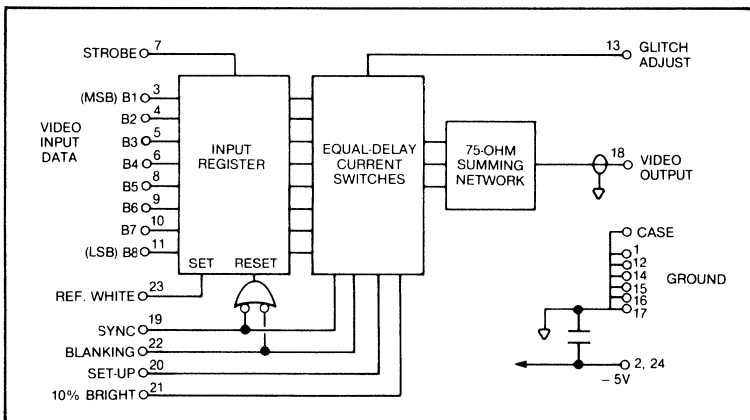 STROBE 7
13 GLITCH ADJUST
(MSB) B1 3
B2 4
B3 5
B4 6
B5 8
B6 9
B7 10
(LSB) B8 11
VIDEO INPUT DATA
INPUT REGISTER
SET RESET
EQUAL-DELAY CURRENT SWITCHES
75-OHM SUMMING NETWORK
18 VIDEO OUTPUT
CASE
1
12
14
15
16
17
GROUND
REF. WHITE 23
SYNC 19
BLANKING 22
SET-UP 20
10% BRIGHT 21
2, 24
– 5V